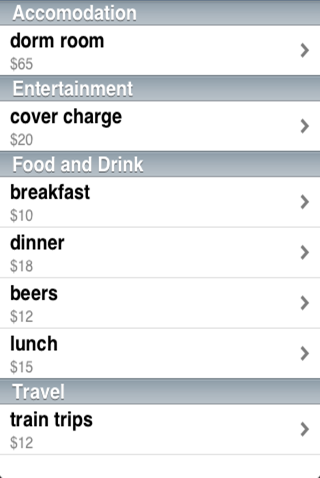 Accomodation
dorm room
$65
Entertainment
cover charge
$20
Food and Drink
breakfast
$10
dinner
$18
beers
$12
lunch
$15
Travel
train trips
$12